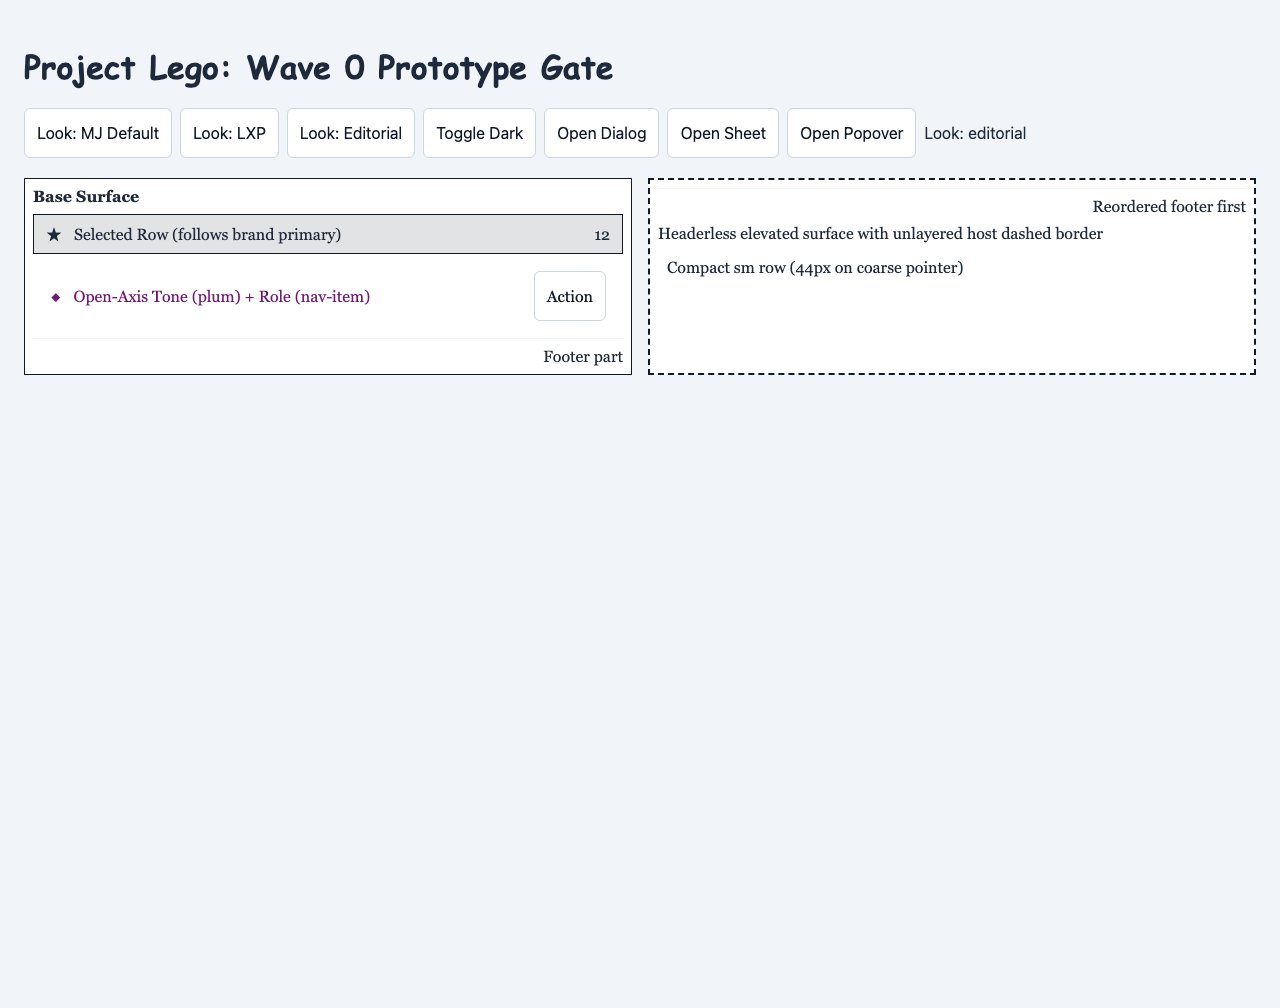 Project Lego: Wave 0 Prototype Gate
Look: MJ Default
Look: LXP
Look: Editorial
Toggle Dark
Open Dialog
Open Sheet
Open Popover
Look: editorial
Base Surface
★ Selected Row (follows brand primary) 12
◆ Open-Axis Tone (plum) + Role (nav-item)
Action
Footer part
Reordered footer first
Headerless elevated surface with unlayered host dashed border
Compact sm row (44px on coarse pointer)